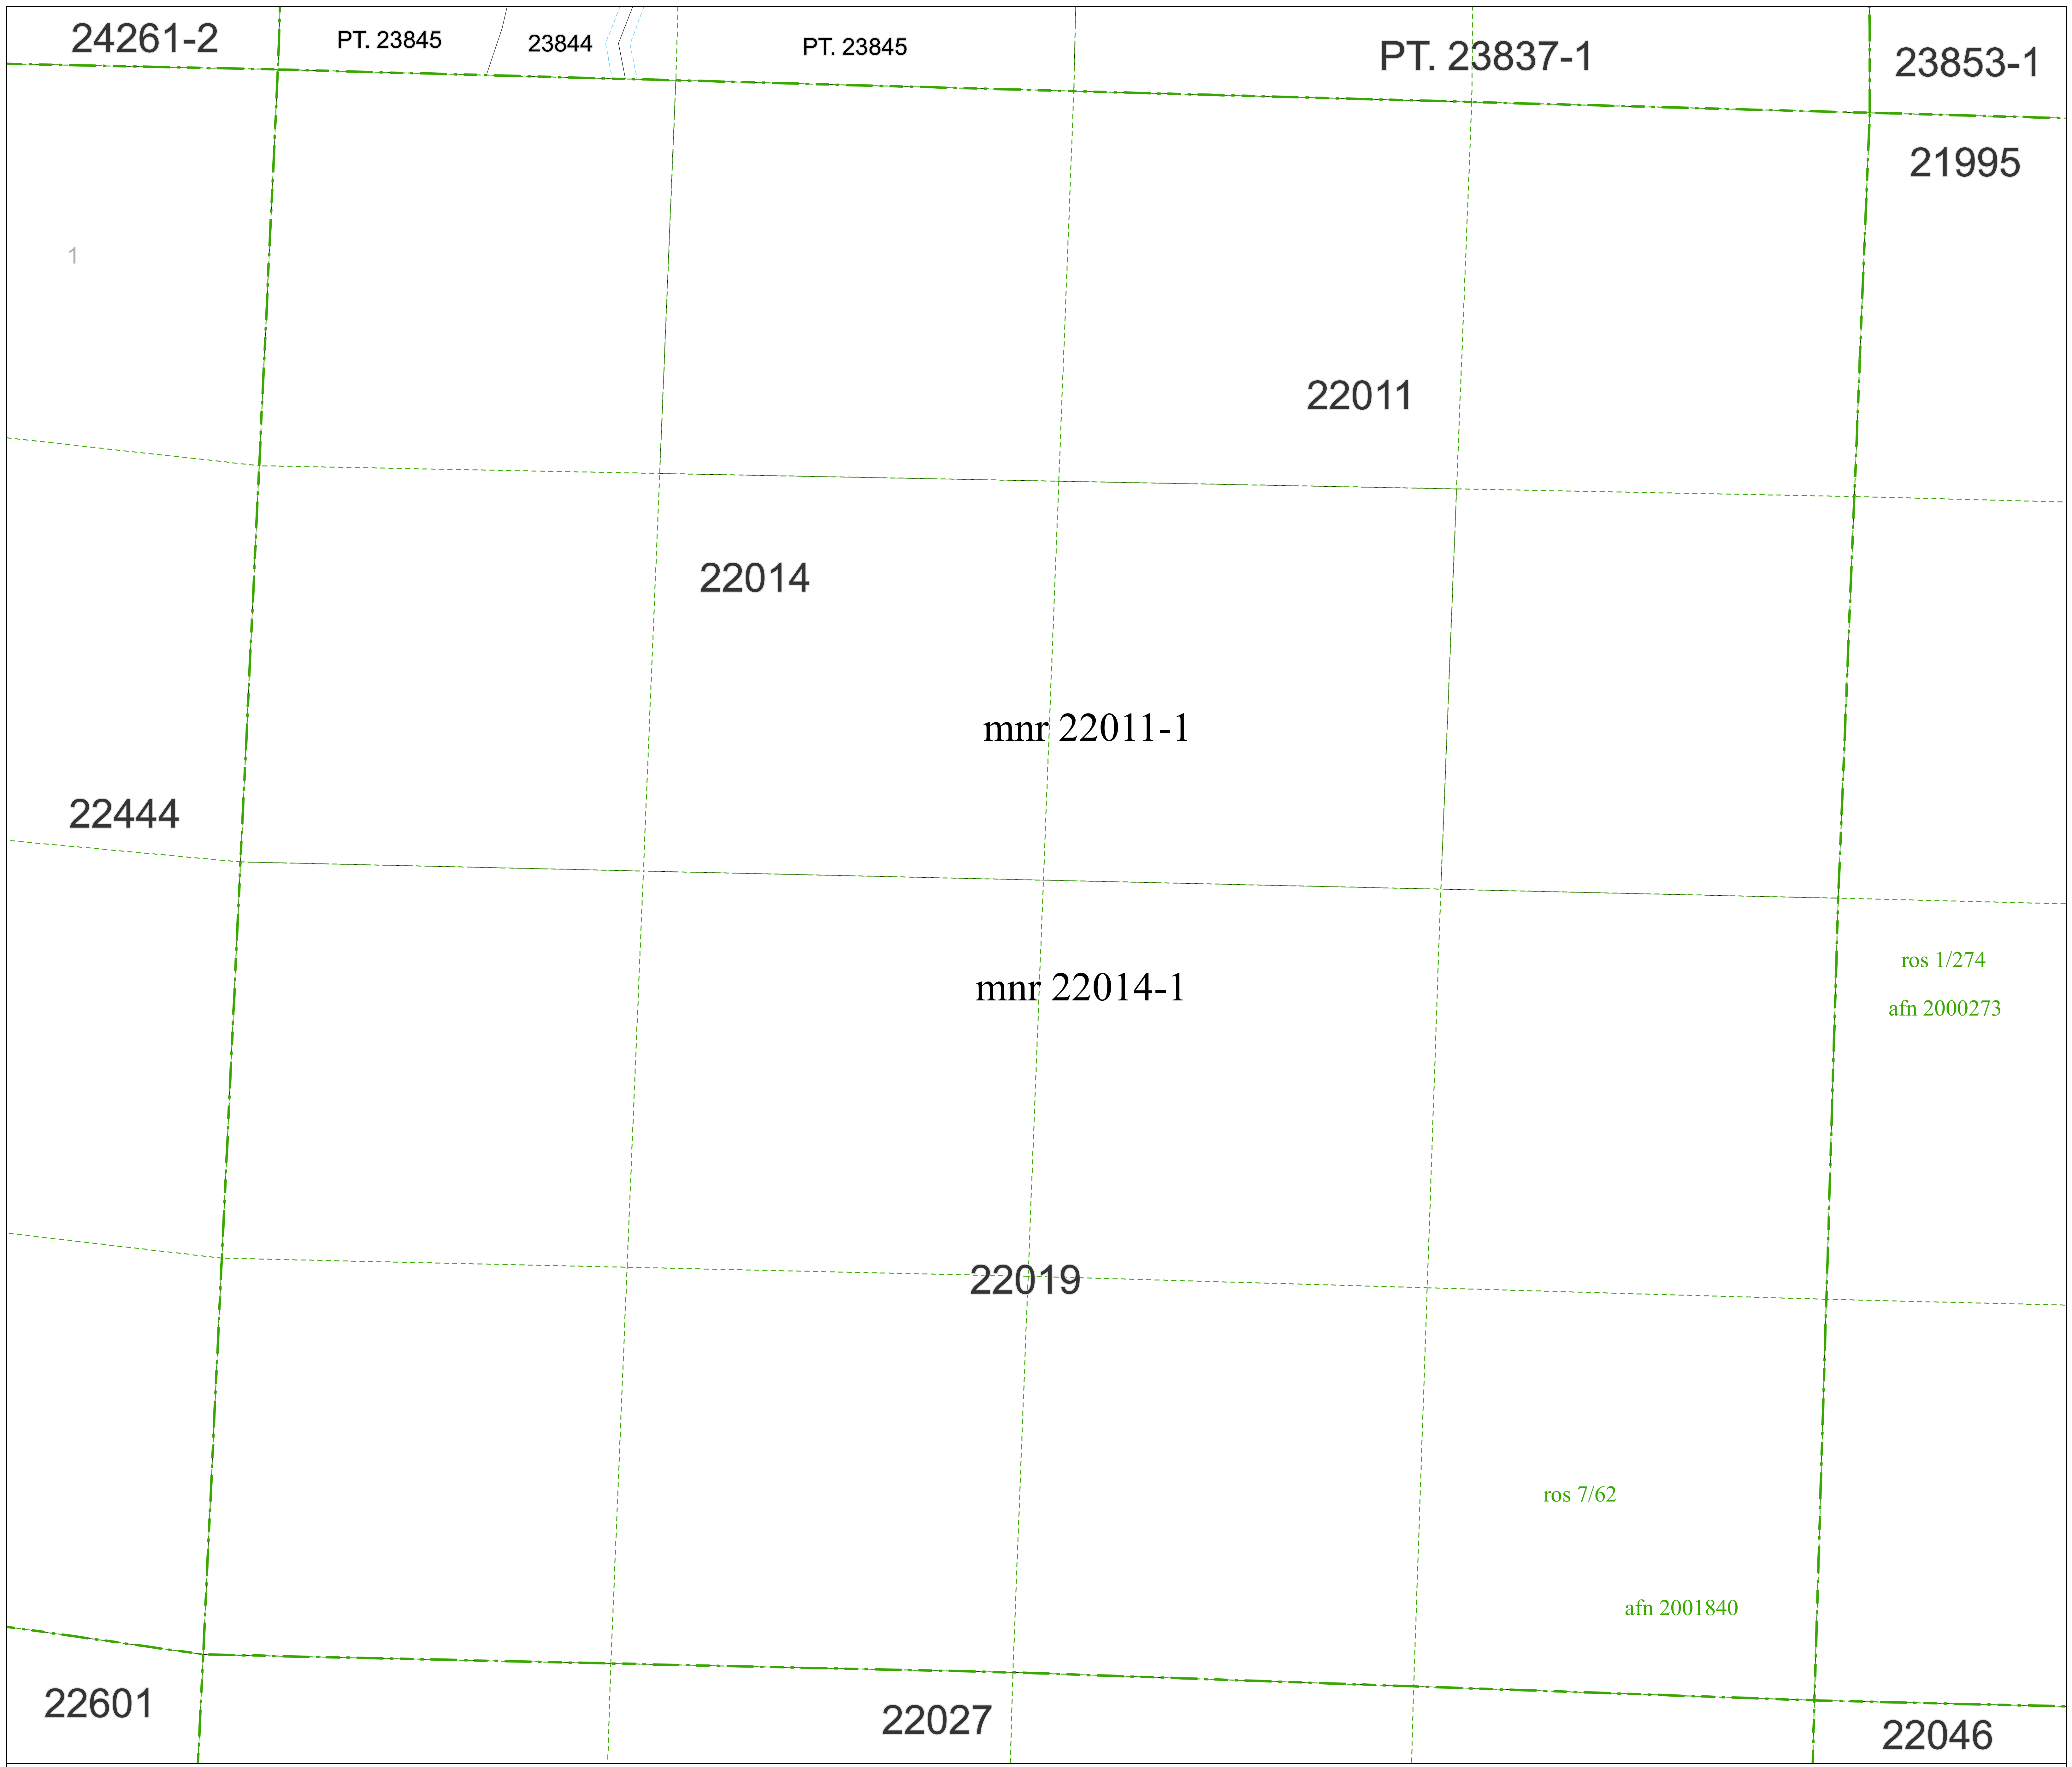 24261-2
PT. 23845
23844
PT. 23845
PT. 23837-1
23853-1
21995
1
22011
22014
mnr 22011-1
22444
ros 1/274
mnr 22014-1
afn 2000273
22019
ros 7/62
afn 2001840
22601
22027
22046